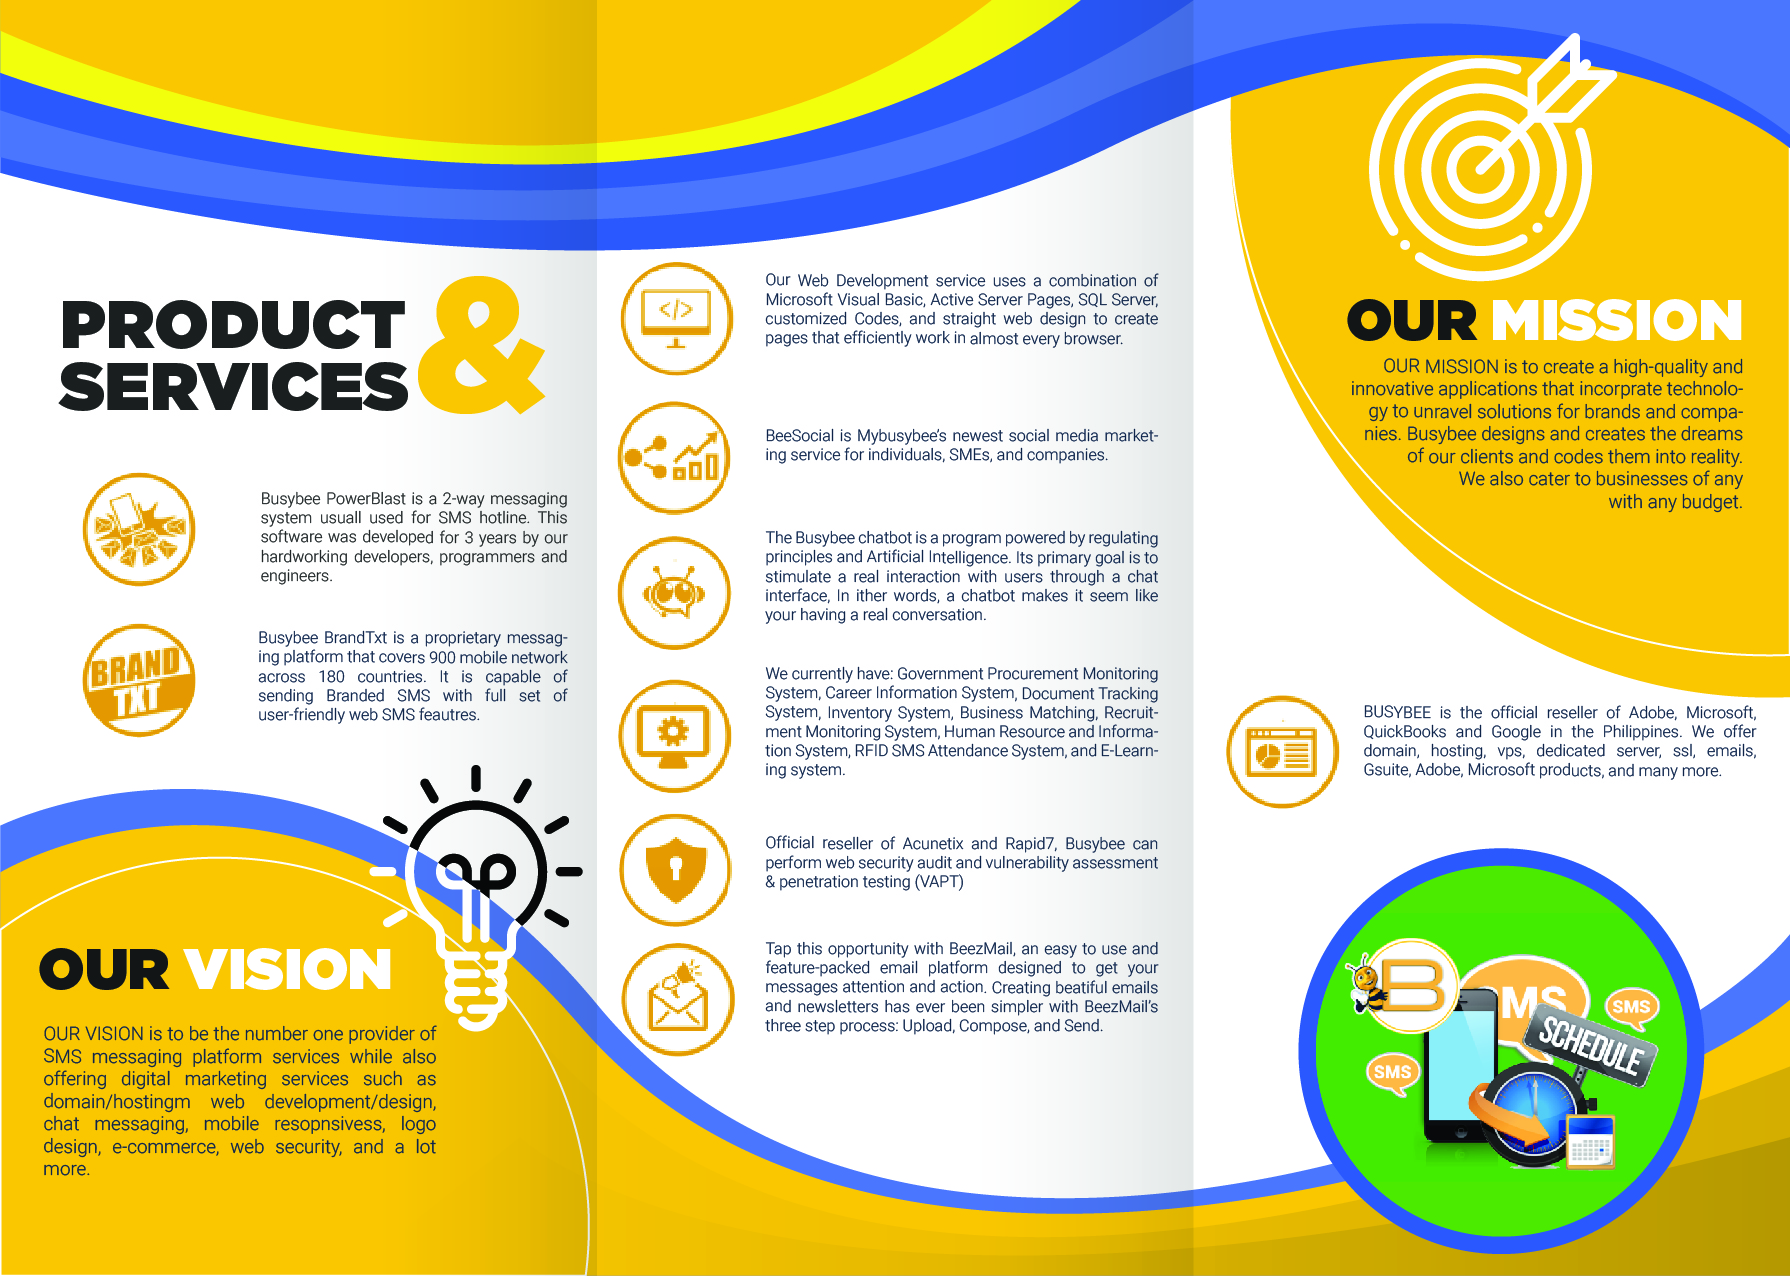 PRODUCT &
SERVICES
Busybee PowerBlast is a 2-way messaging
system usuall used for SMS hotline. This
software was developed for 3 years by our
hardworking developers, programmers and
engineers.
BRAND
TXT
Busybee BrandTxt is a proprietary messag-
ing platform that covers 900 mobile network
across 180 countries. It is capable of
sending Branded SMS with full set of
user-friendly web SMS feautres.
OUR VISION
OUR VISION is to be the number one provider of
SMS messaging platform services while also
offering digital marketing services such as
domain/hostingm web development/design,
chat messaging, mobile resopnsivess, logo
design, e-commerce, web security, and a lot
more.
</>
Our Web Development service uses a combination of
Microsoft Visual Basic, Active Server Pages, SQL Server,
customized Codes, and straight web design to create
pages that efficiently work in almost every browser.
BeeSocial is Mybusybee's newest social media market-
ing service for individuals, SMEs, and companies.
The Busybee chatbot is a program powered by regulating
principles and Artificial Intelligence. Its primary goal is to
stimulate a real interaction with users through a chat
interface, In ither words, a chatbot makes it seem like
your having a real conversation.
We currently have: Government Procurement Monitoring
System, Career Information System, Document Tracking
System, Inventory System, Business Matching, Recruit-
ment Monitoring System, Human Resource and Informa-
tion System, RFID SMS Attendance System, and E-Learn-
ing system.
Official reseller of Acunetix and Rapid7, Busybee can
perform web security audit and vulnerability assessment
& penetration testing (VAPT)
Tap this opportunity with BeezMail, an easy to use and
feature-packed email platform designed to get your
messages attention and action. Creating beatiful emails
and newsletters has ever been simpler with BeezMail's
three step process: Upload, Compose, and Send.
OUR MISSION
OUR MISSION is to create a high-quality and
innovative applications that incorprate technolo-
gy to unravel solutions for brands and compa-
nies. Busybee designs and creates the dreams
of our clients and codes them into reality.
We also cater to businesses of any
with any budget.
BUSYBEE is the official reseller of Adobe, Microsoft,
QuickBooks and Google in the Philippines. We offer
domain, hosting, vps, dedicated server, ssl, emails,
Gsuite, Adobe, Microsoft products, and many more.
B
MS
SMS
SCHEDULE
SMS